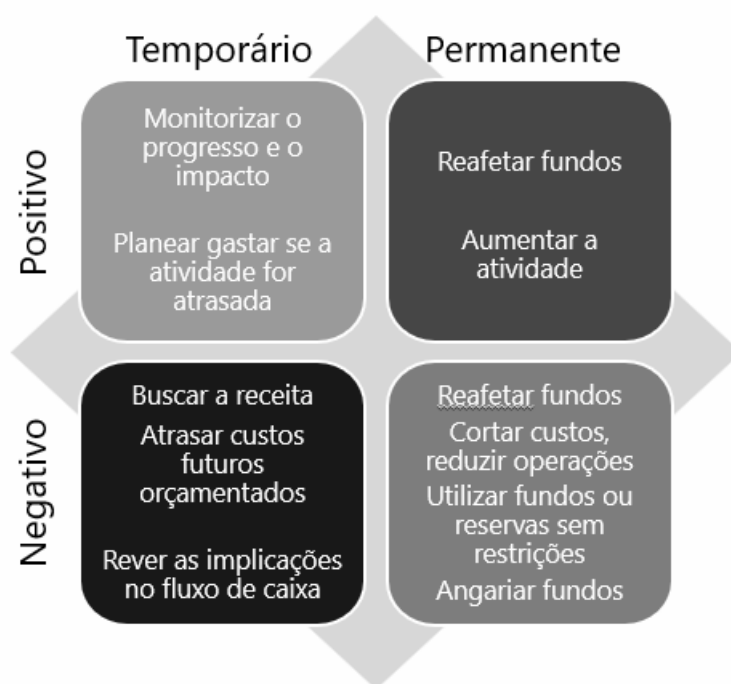 Temporário
Permanente
Positivo
Monitorizar o
progresso e o
impacto
Planear gastar se a
atividade for
atrasada
Reafetar fundos
Aumentar a
atividade
Negativo
Buscar a receita
Atrasar custos
futuros
orçamentados
Rever as implicações
no fluxo de caixa
Reafetar fundos
Cortar custos,
reduzir operações
Utilizar fundos ou
reservas sem
restrições
Angariar fundos